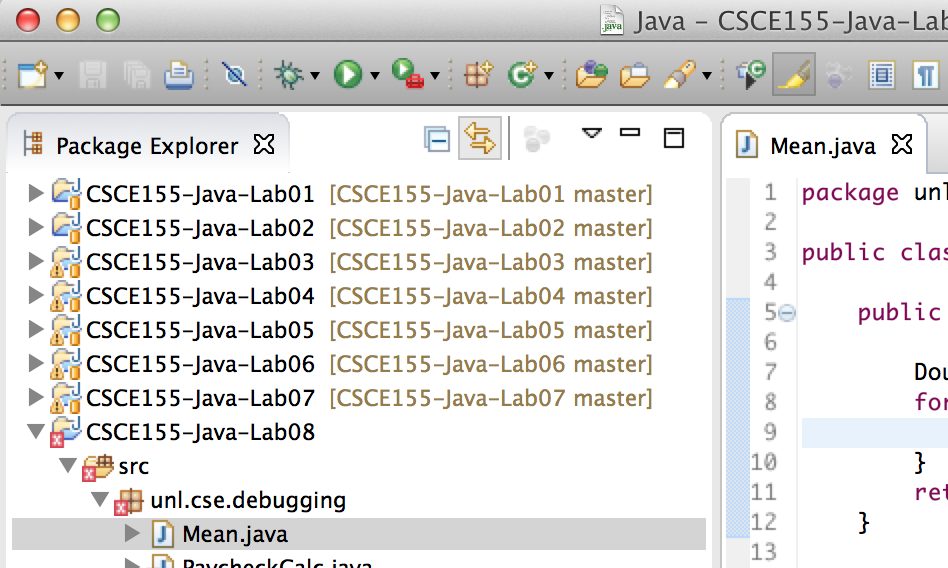 Java – CSCE155-Java-Lab
Package Explorer
Mean.java
CSCE155-Java-Lab01 [CSCE155-Java-Lab01 master]
CSCE155-Java-Lab02 [CSCE155-Java-Lab02 master]
CSCE155-Java-Lab03 [CSCE155-Java-Lab03 master]
CSCE155-Java-Lab04 [CSCE155-Java-Lab04 master]
CSCE155-Java-Lab05 [CSCE155-Java-Lab05 master]
CSCE155-Java-Lab06 [CSCE155-Java-Lab06 master]
CSCE155-Java-Lab07 [CSCE155-Java-Lab07 master]
CSCE155-Java-Lab08
src
unl.cse.debugging
Mean.java
PaycheckCalc.java
1 package unl
2
3 public clas
4
5 public
6
7 Dou
8 for
9
10 }
11 ret
12 }
13